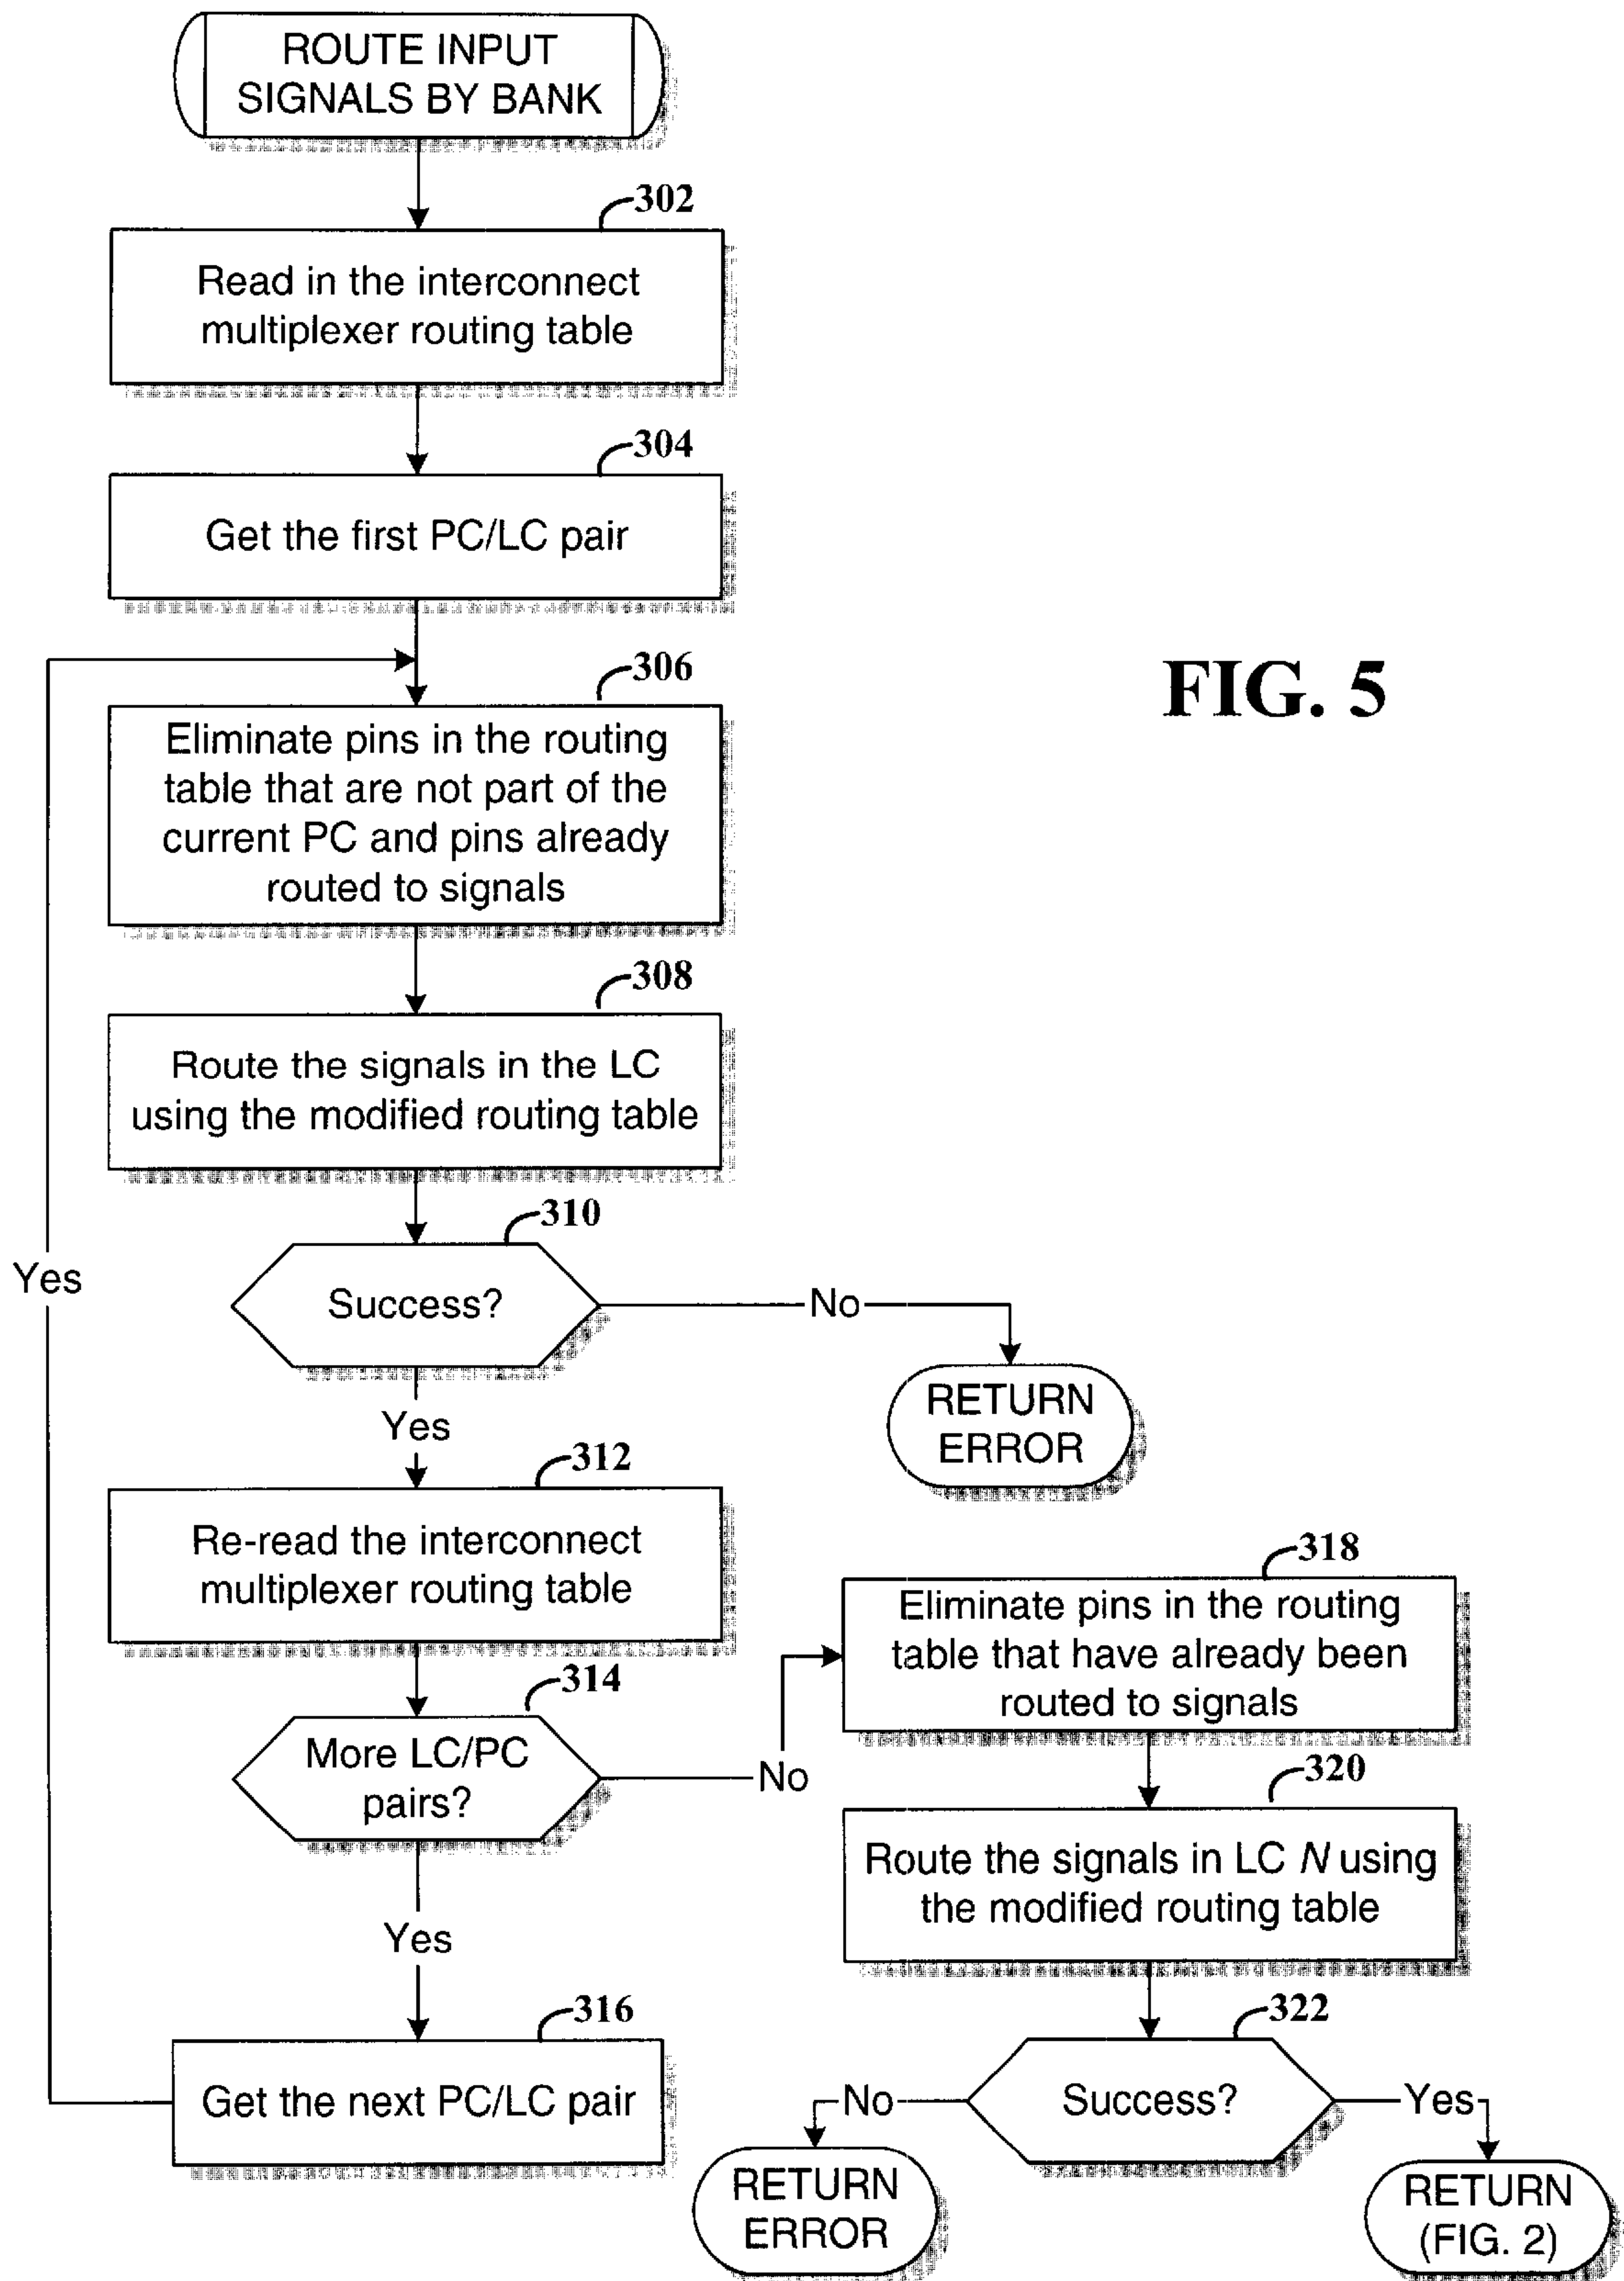 ROUTE INPUT
SIGNALS BY BANK
302
Read in the interconnect
multiplexer routing table
304
Get the first PC/LC pair
306
Eliminate pins in the routing
table that are not part of the
current PC and pins already
routed to signals
FIG. 5
308
Route the signals in the LC
using the modified routing table
310
Yes
Success?
No
RETURN
ERROR
Yes
312
Re-read the interconnect
multiplexer routing table
314
More LC/PC
pairs?
No
318
Eliminate pins in the routing
table that have already been
routed to signals
320
Route the signals in LC N using
the modified routing table
Yes
316
Get the next PC/LC pair
322
Success?
No
Yes
RETURN
ERROR
RETURN
(FIG. 2)